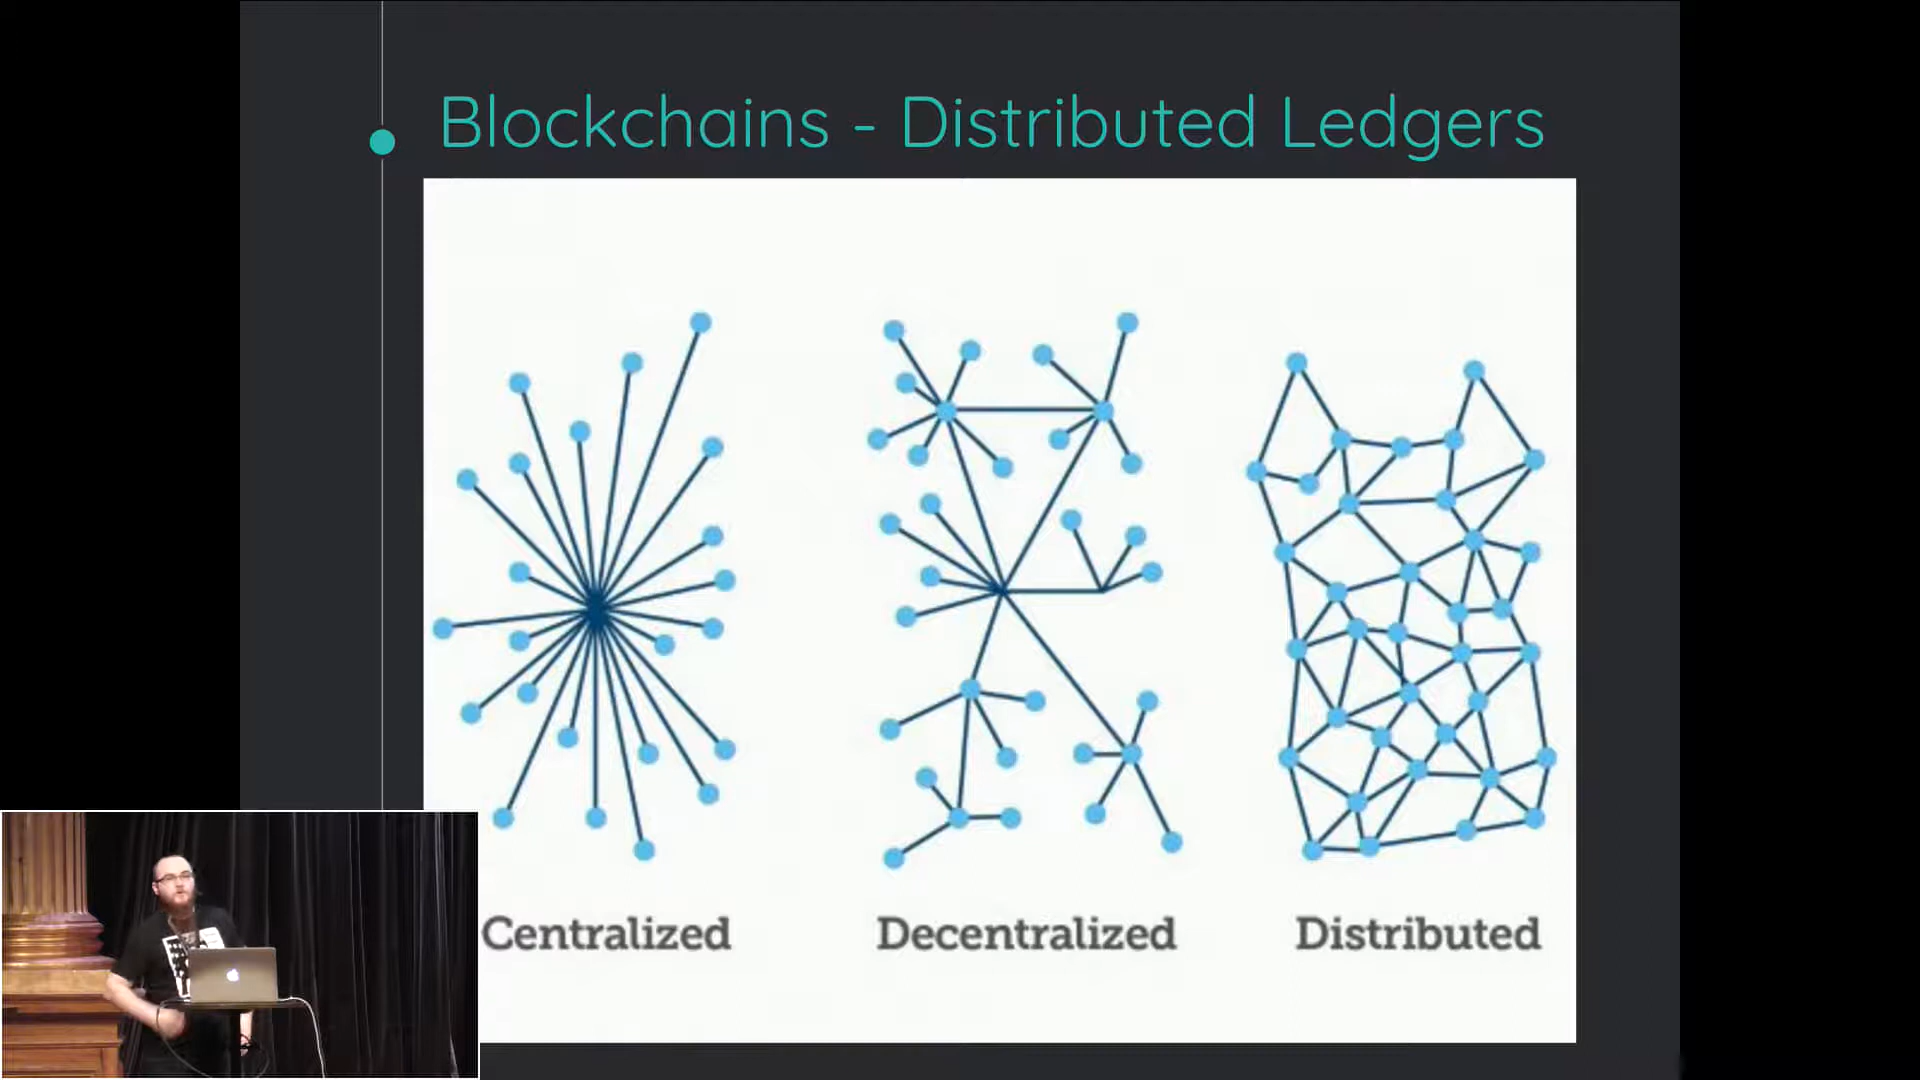 Blockchains - Distributed Ledgers
Centralized
Decentralized
Distributed